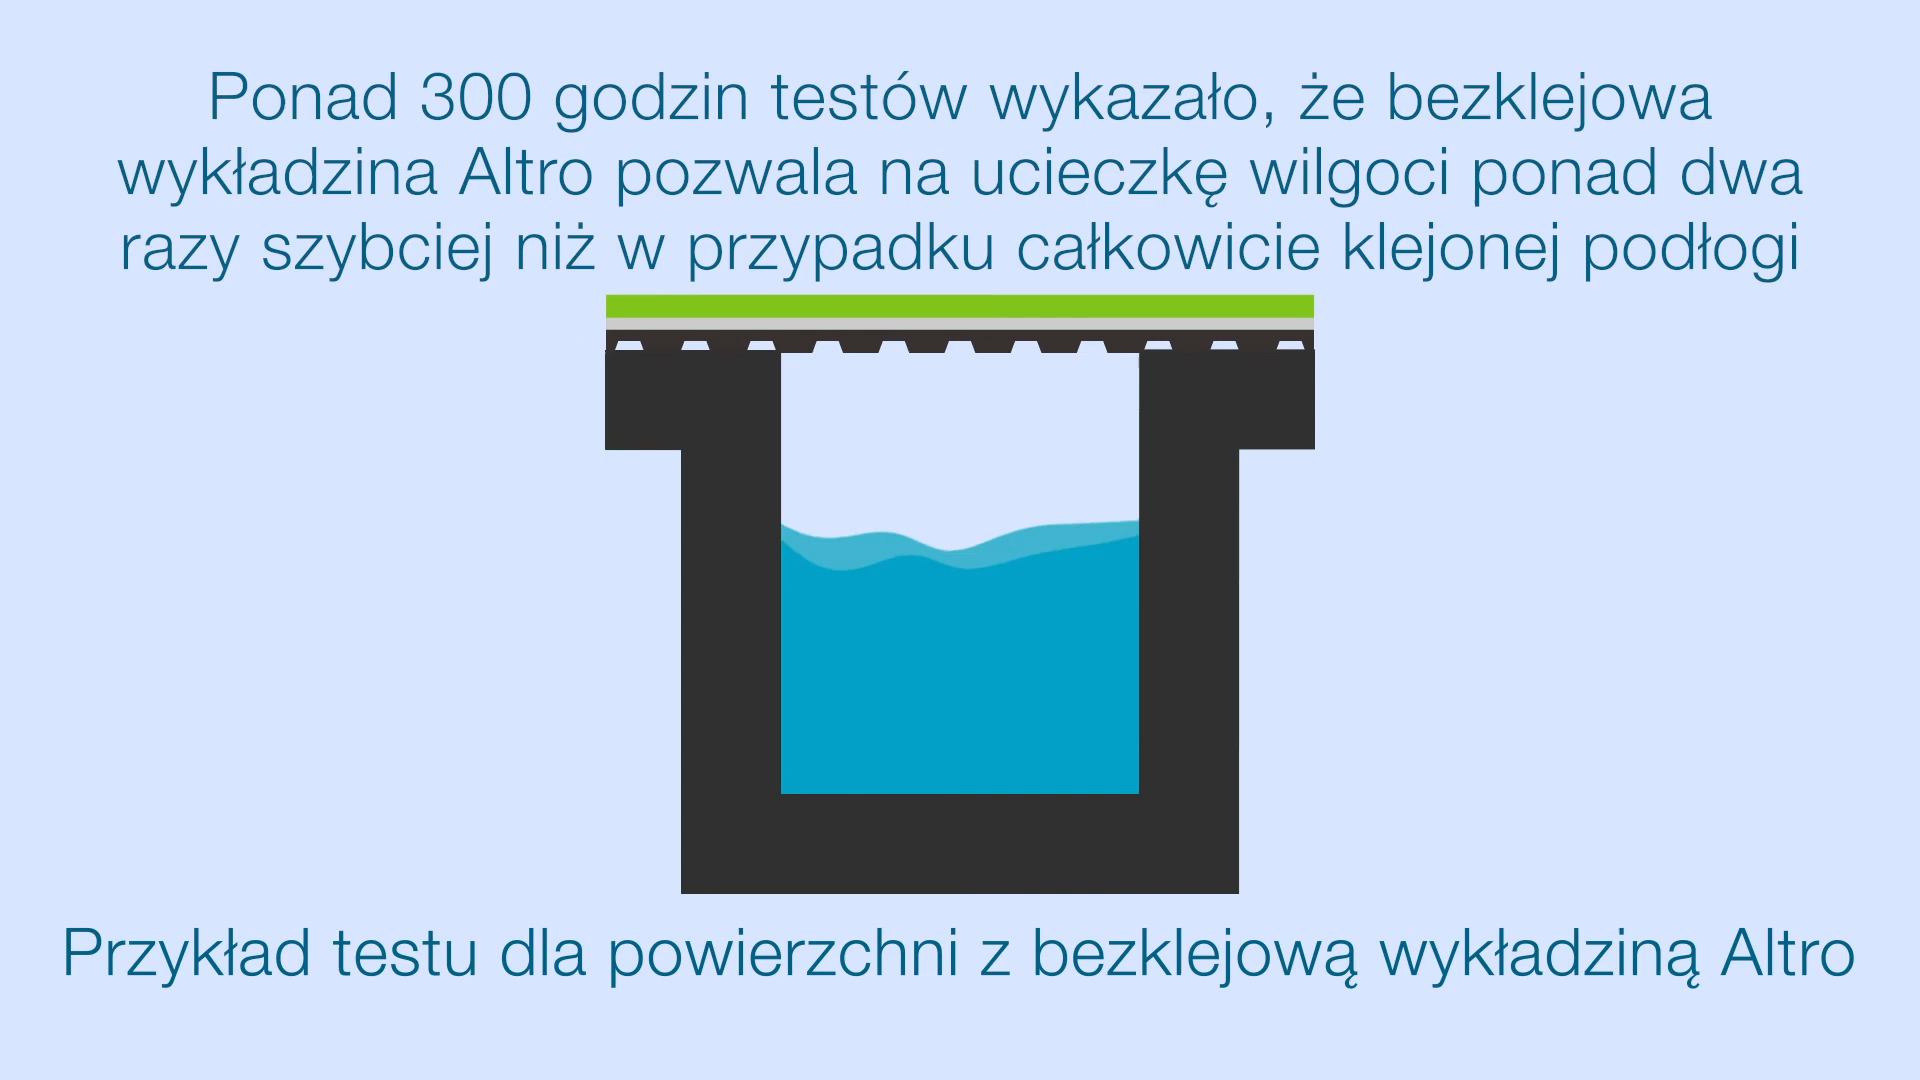 Ponad 300 godzin testów wykazało, że bezklejowa
wykładzina Altro pozwala na ucieczkę wilgoci ponad dwa
razy szybciej niż w przypadku całkowicie klejonej podłogi
Przykład testu dla powierzchni z bezklejową wykładziną Altro